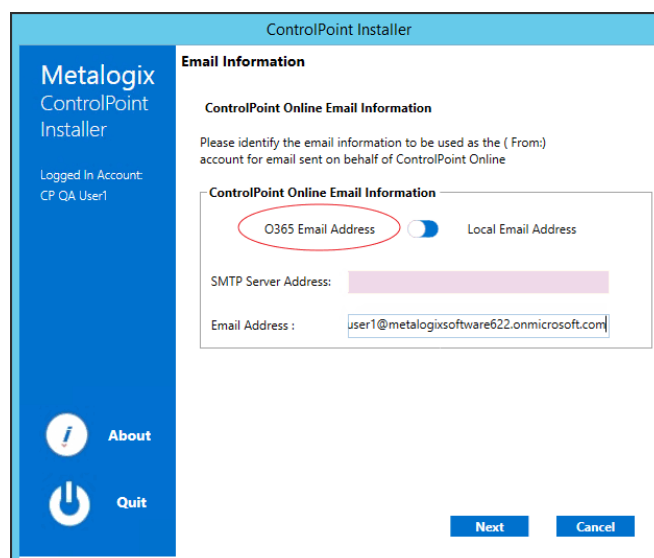 ControlPoint Installer
Metalogix
ControlPoint
Installer
Logged In Account:
CP QA User1
About
Quit
Email Information
ControlPoint Online Email Information
Please identify the email information to be used as the ( From:)
account for email sent on behalf of ControlPoint Online
ControlPoint Online Email Information
O365 Email Address
Local Email Address
SMTP Server Address:
Email Address :
user1@metalogixsoftware622.onmicrosoft.com
Next
Cancel